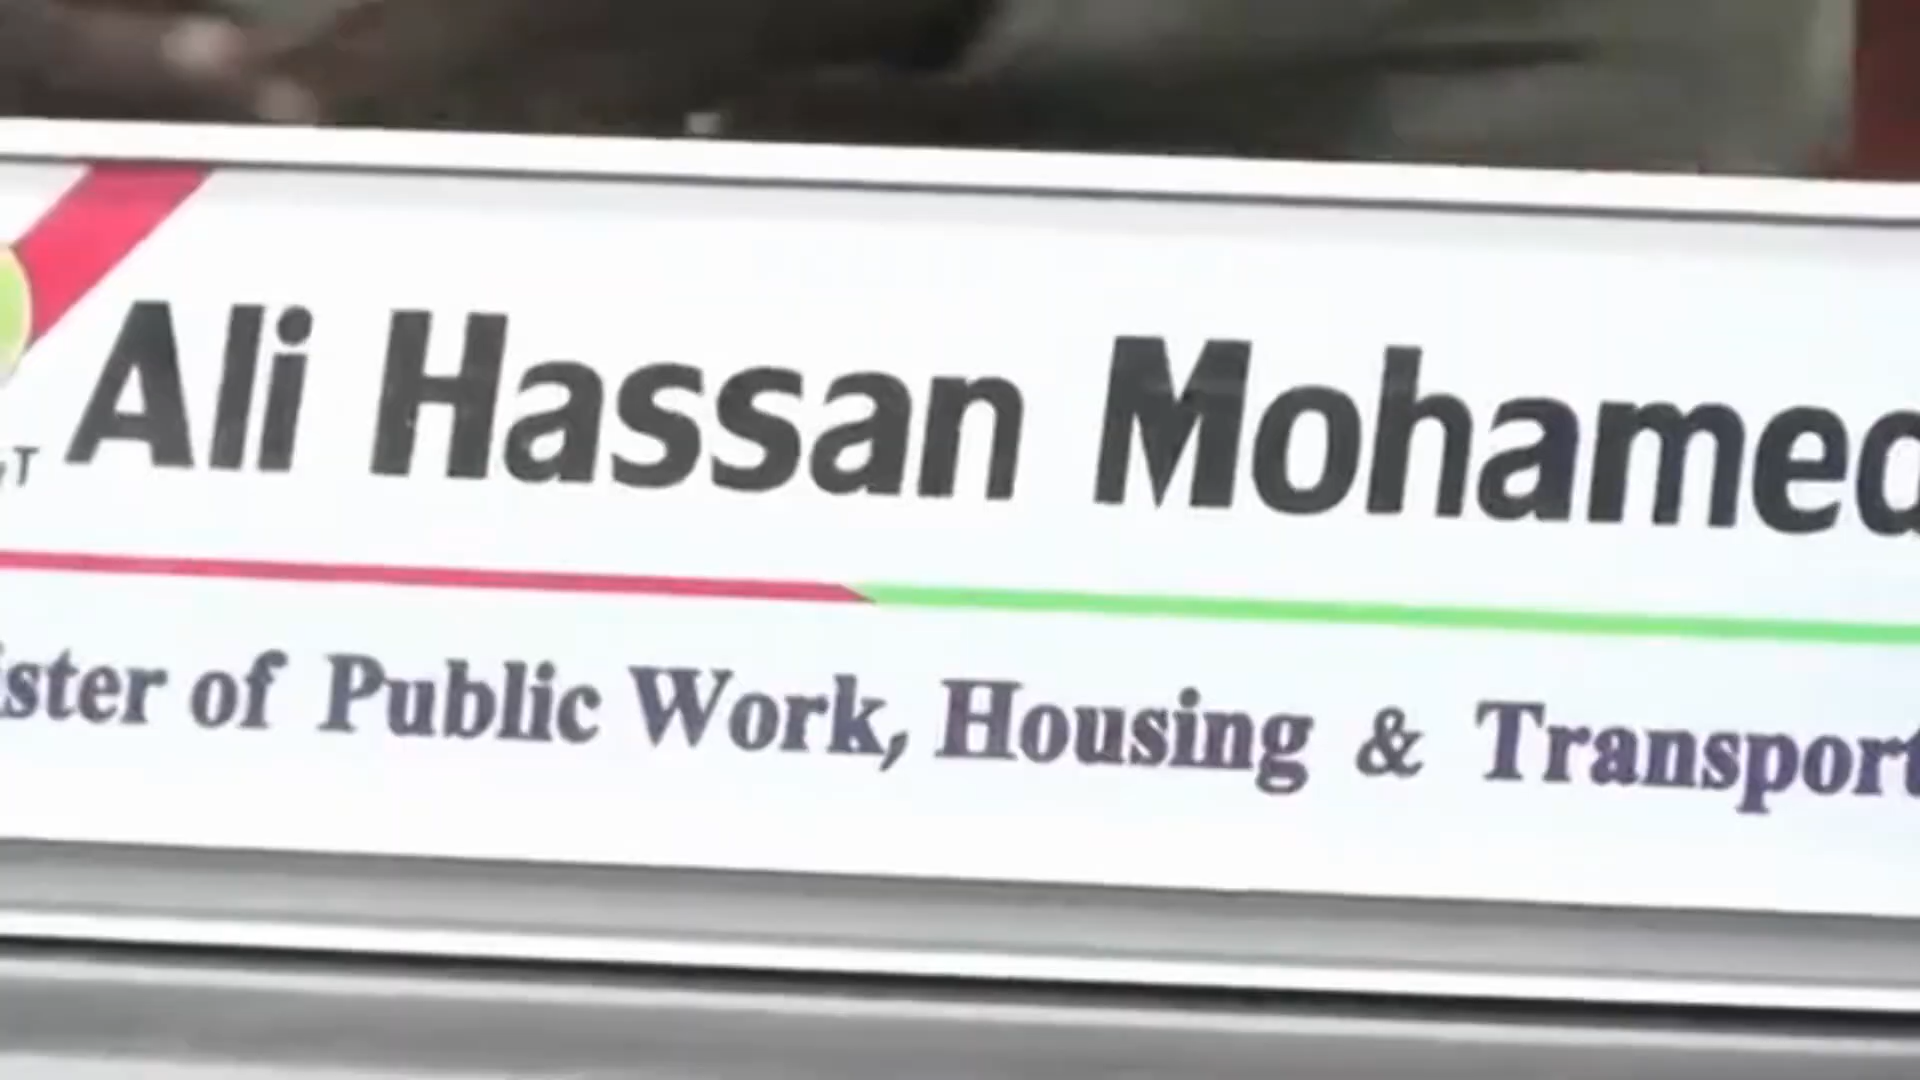 Ali Hassan Mohamed
ister of Public Work, Housing & Transport